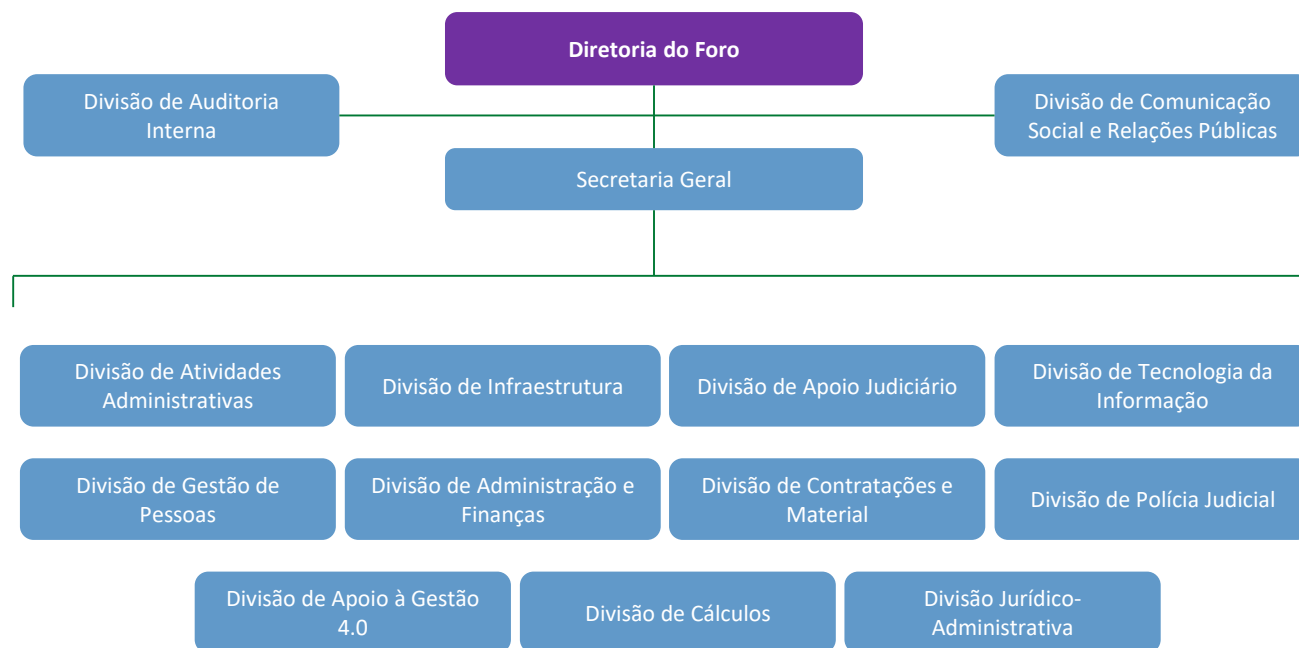 Diretoria do Foro
Divisão de Auditoria
Interna
Divisão de Comunicação
Social e Relações Públicas
Secretaria Geral
Divisão de Atividades
Administrativas
Divisão de Infraestrutura
Divisão de Apoio Judiciário
Divisão de Tecnologia da
Informação
Divisão de Gestão de
Pessoas
Divisão de Administração e
Finanças
Divisão de Contratações e
Material
Divisão de Polícia Judicial
Divisão de Apoio à Gestão
4.0
Divisão de Cálculos
Divisão Jurídico-
Administrativa